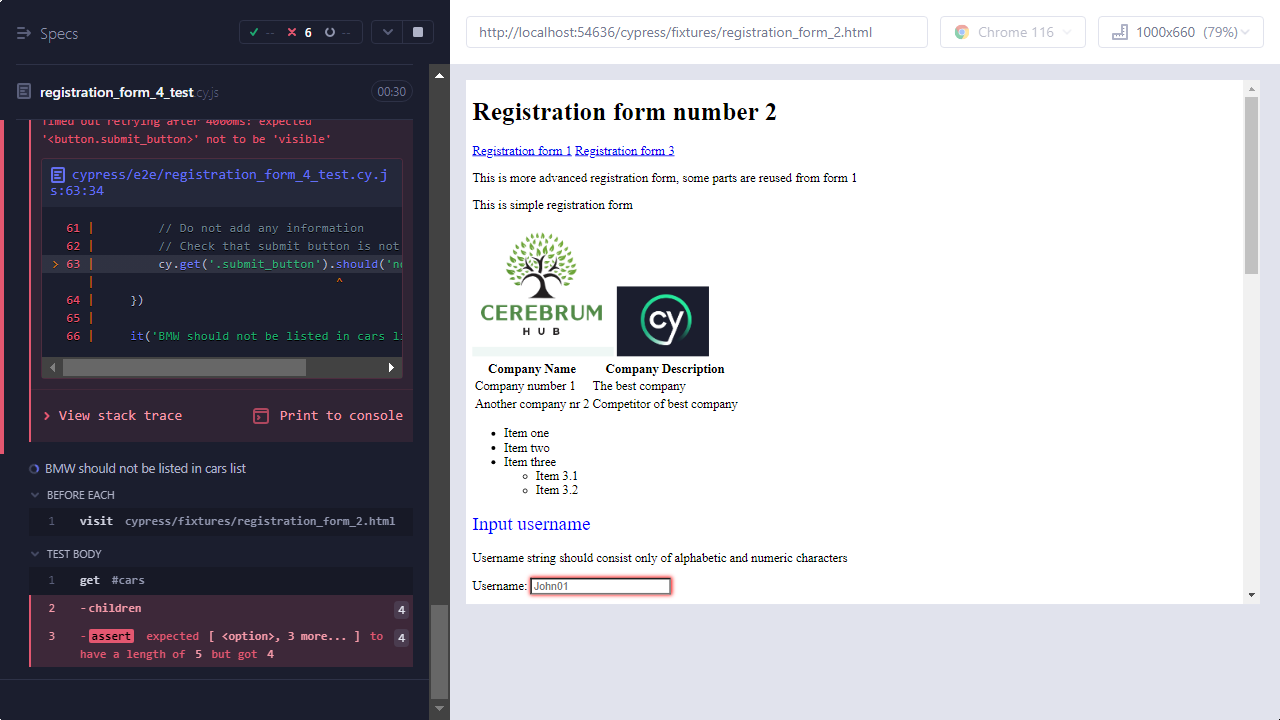 Specs
--
6
--
registration_form_4_test.cy.js
00:30
Timed out retrying after 4000ms: expected
'<button.submit_button>' not to be 'visible'
cypress/e2e/registration_form_4_test.cy.j
s:63:34
61 | // Do not add any information
62 | // Check that submit button is not
> 63 | cy.get('.submit_button').should('no
| ^
64 | })
65 |
66 | it('BMW should not be listed in cars li
View stack trace
Print to console
BMW should not be listed in cars list
BEFORE EACH
1 visit cypress/fixtures/registration_form_2.html
TEST BODY
1 get #cars
2 -children 4
3 -assert expected [ <option>, 3 more... ] to 4
have a length of 5 but got 4
http://localhost:54636/cypress/fixtures/registration_form_2.html
Chrome 116
1000x660 (79%)
Registration form number 2
Registration form 1 Registration form 3
This is more advanced registration form, some parts are reused from form 1
This is simple registration form
CEREBRUM
HUB
cy
Company Name Company Description
Company number 1 The best company
Another company nr 2 Competitor of best company
Item one
Item two
Item three
Item 3.1
Item 3.2
Input username
Username string should consist only of alphabetic and numeric characters
Username: John01